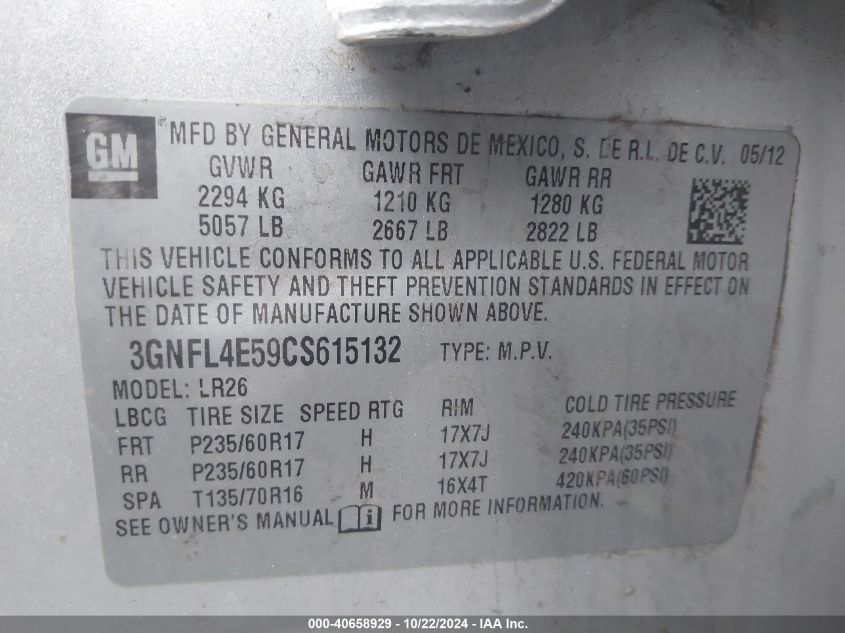 GM ® MFD BY GENERAL MOTORS DE MEXICO, S. DE R.L. DE C.V. 05/12
GVWR GAWR FRT GAWR RR
2294 KG 1210 KG 1280 KG
5057 LB 2667 LB 2822 LB
THIS VEHICLE CONFORMS TO ALL APPLICABLE U.S. FEDERAL MOTOR
VEHICLE SAFETY AND THEFT PREVENTION STANDARDS IN EFFECT ON
THE DATE OF MANUFACTURE SHOWN ABOVE.
3GNFL4E59CS615132 TYPE: M.P.V.
MODEL: LR26
LBCG TIRE SIZE SPEED RTG RIM COLD TIRE PRESSURE
FRT P235/60R17 H 17X7J 240KPA(35PSI)
RR P235/60R17 H 17X7J 240KPA(35PSI)
SPA T135/70R16 M 16X4T 420KPA(60PSI)
SEE OWNER'S MANUAL i FOR MORE INFORMATION.
000-40658929 - 10/22/2024 - IAA Inc.